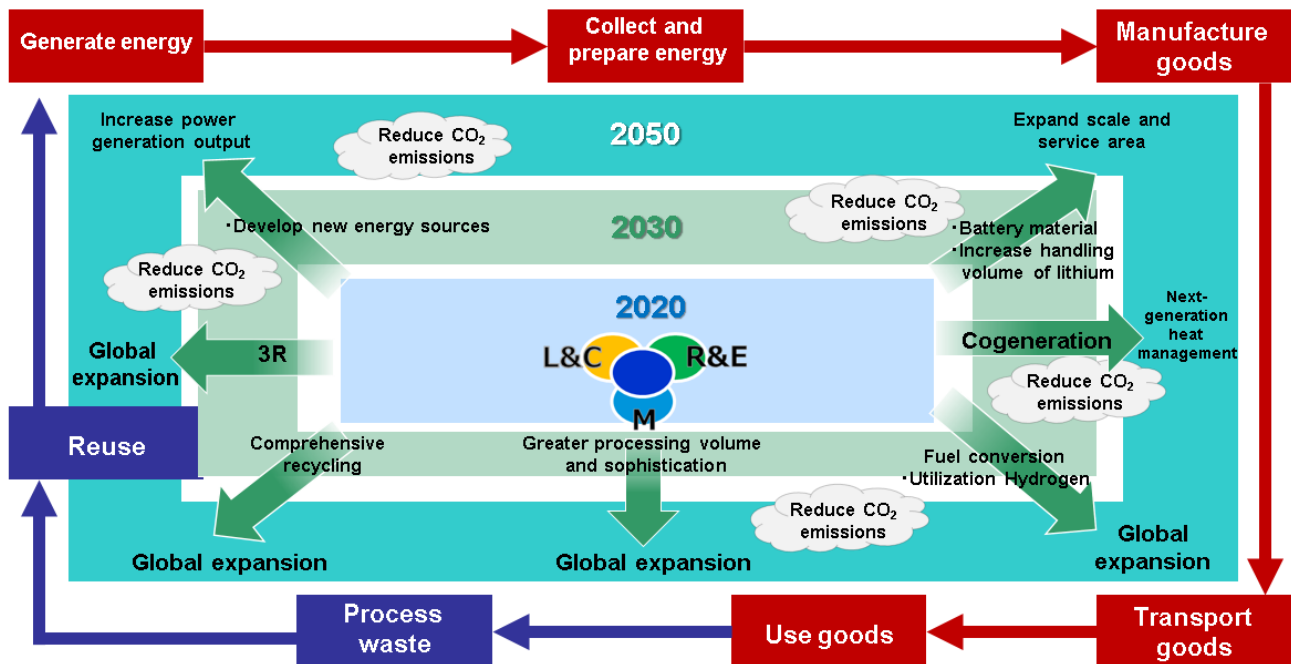 Generate energy
Collect and
prepare energy
Manufacture
goods
Increase power
generation output
Reduce CO₂
emissions
2050
Expand scale and
service area
Reduce CO₂
emissions
・Develop new energy sources
2030
・Battery material
・Increase handling
volume of lithium
Reduce CO₂
emissions
2020
Next-
generation
heat
management
Global
expansion
3R
L&C
R&E
M
Cogeneration
Reduce CO₂
emissions
Reuse
Comprehensive
recycling
Greater processing volume
and sophistication
Fuel conversion
・Utilization Hydrogen
Reduce CO₂
emissions
Global expansion
Global expansion
Global
expansion
Process
waste
Use goods
Transport
goods